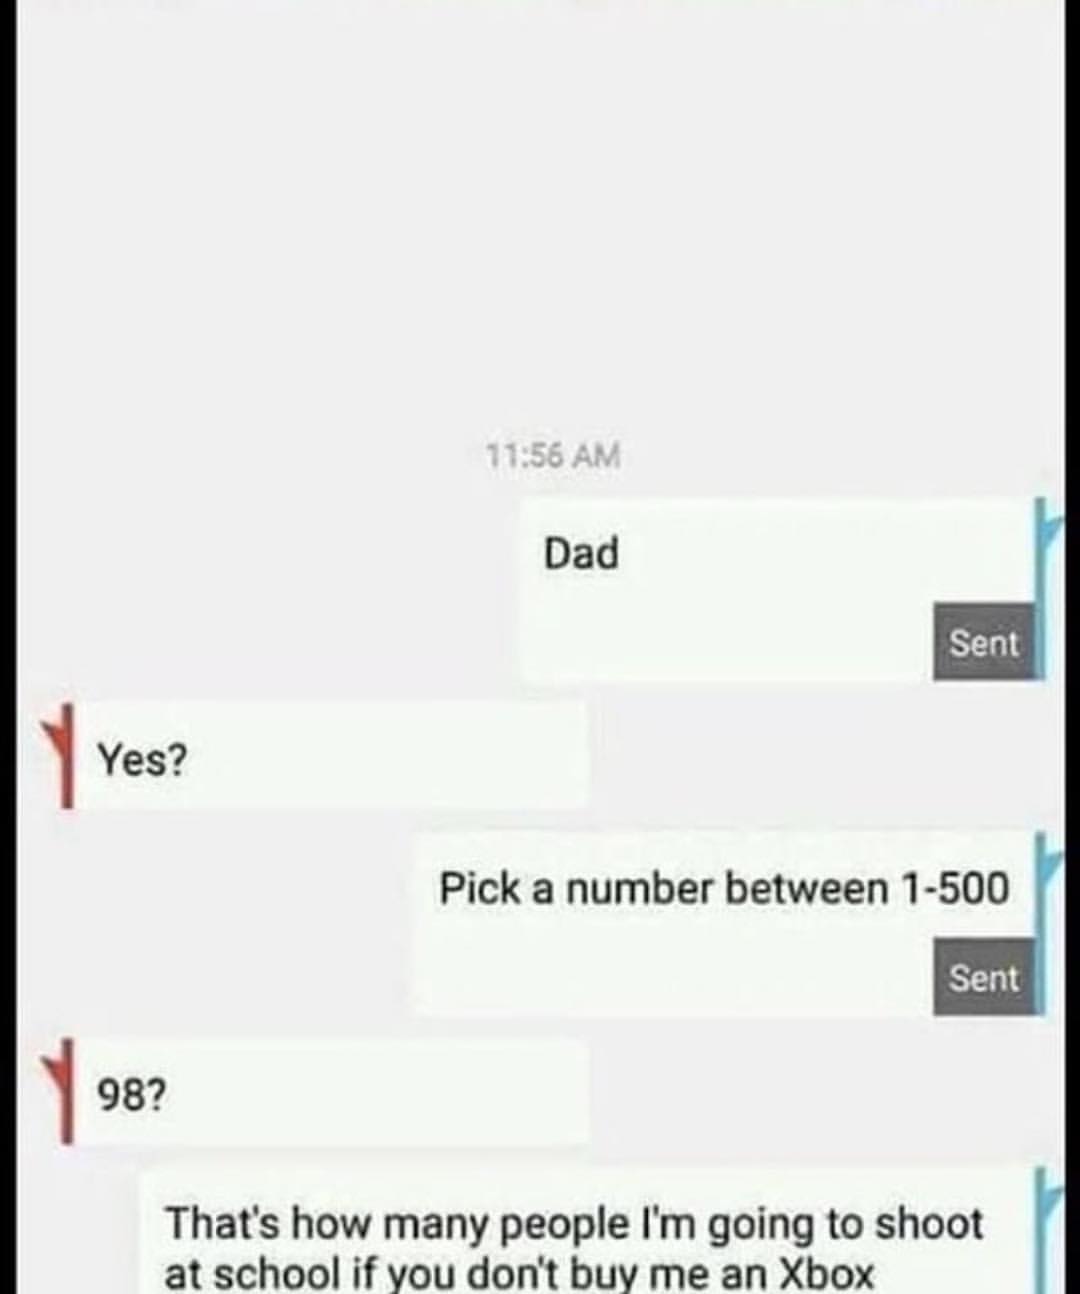 11:56 AM
Dad
Sent
Yes?
Pick a number between 1-500
Sent
98?
That's how many people I'm going to shoot
at school if you don't buy me an Xbox